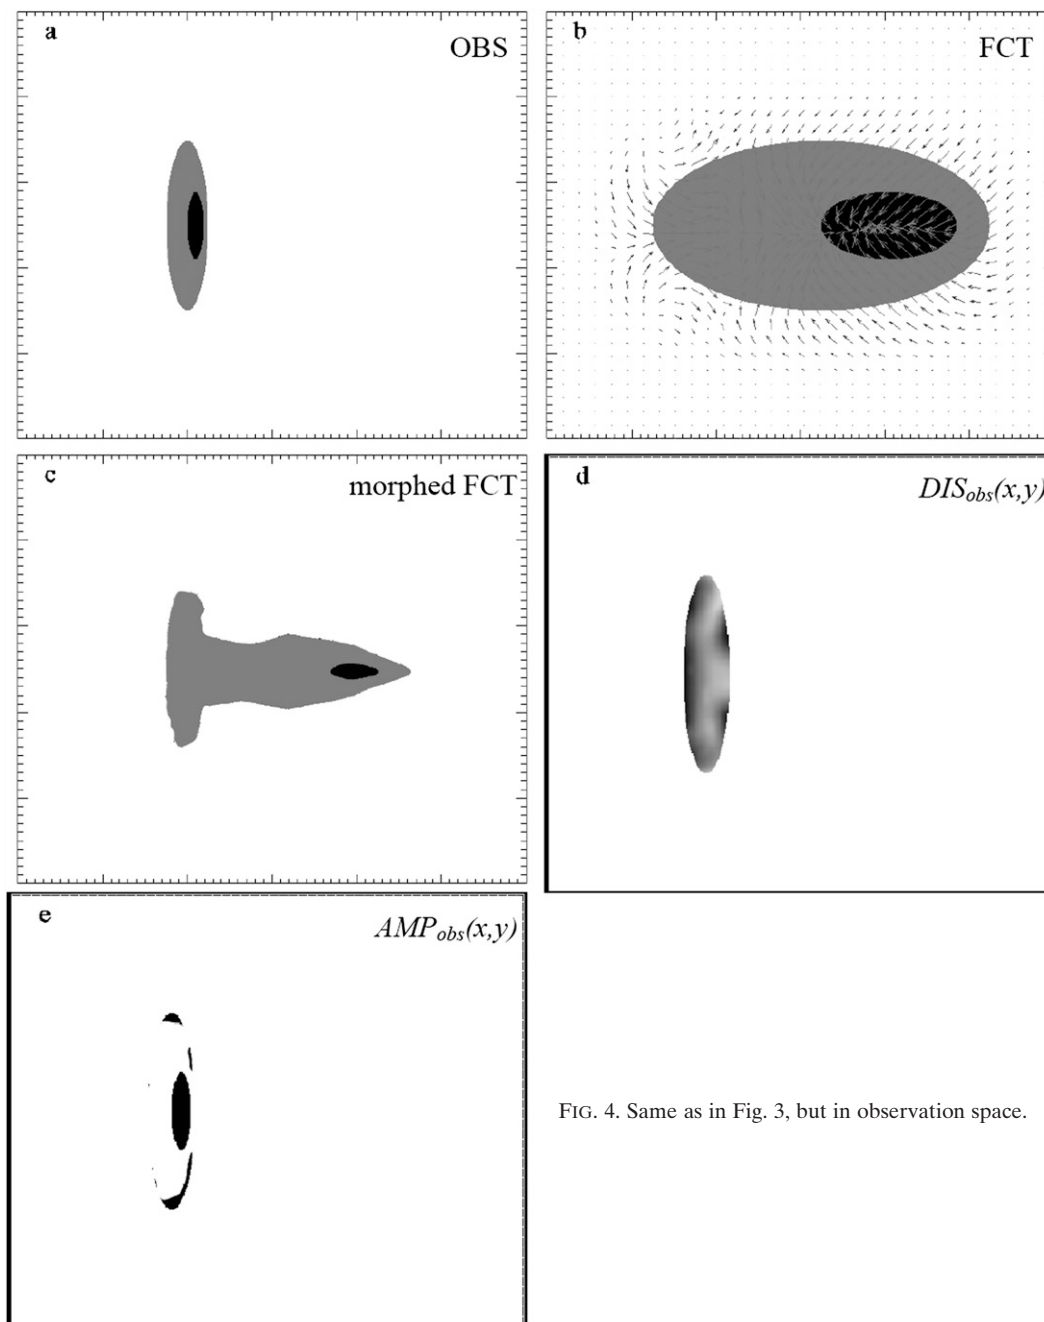 a
OBS
b
FCT
c
morphed FCT
d
DISobs(x,y)
e
AMPobs(x,y)
FIG. 4. Same as in Fig. 3, but in observation space.